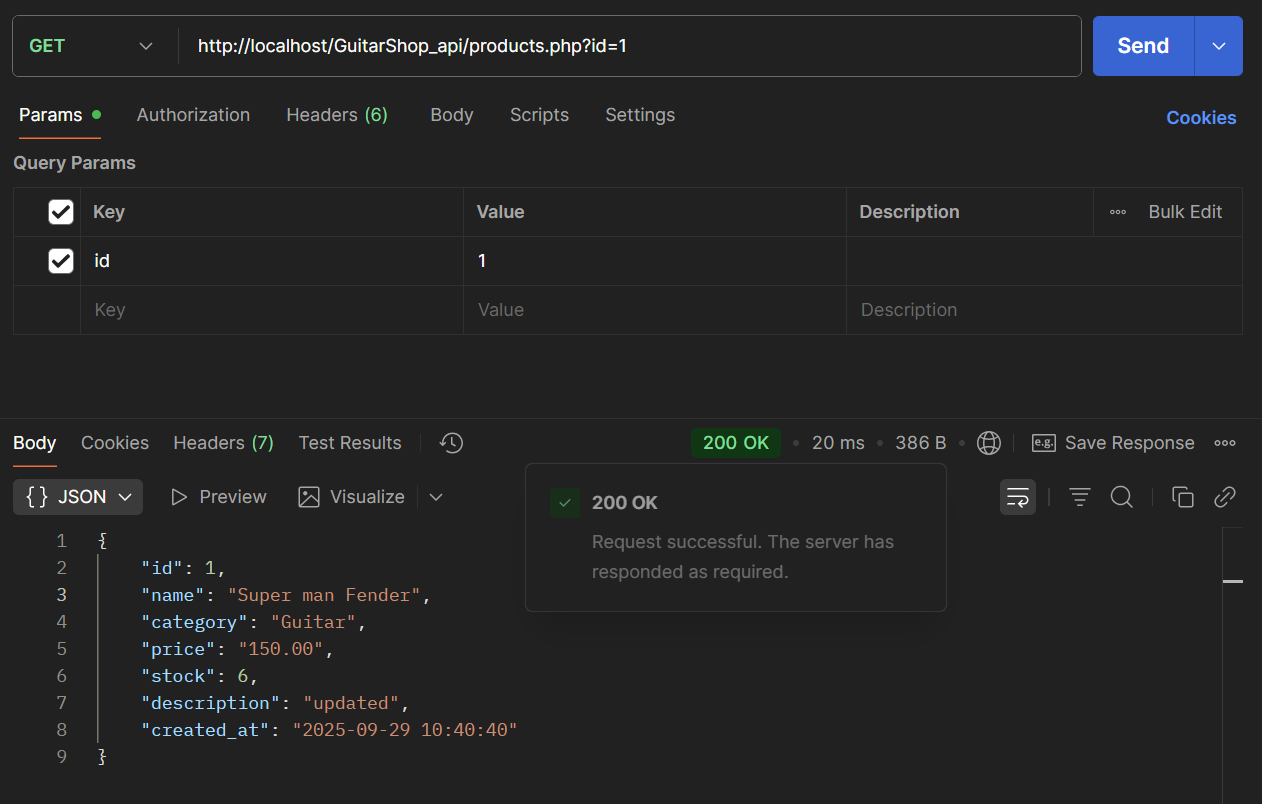 GET http://localhost/GuitarShop_api/products.php?id=1 Send
Params Authorization Headers (6) Body Scripts Settings Cookies
Query Params
Key Value Description Bulk Edit
id 1
Key Value Description
Body Cookies Headers (7) Test Results 200 OK • 20 ms • 386 B • e.g. Save Response
{} JSON Preview Visualize
200 OK
Request successful. The server has
responded as required.
1 {
2 "id": 1,
3 "name": "Super man Fender",
4 "category": "Guitar",
5 "price": "150.00",
6 "stock": 6,
7 "description": "updated",
8 "created_at": "2025-09-29 10:40:40"
9 }